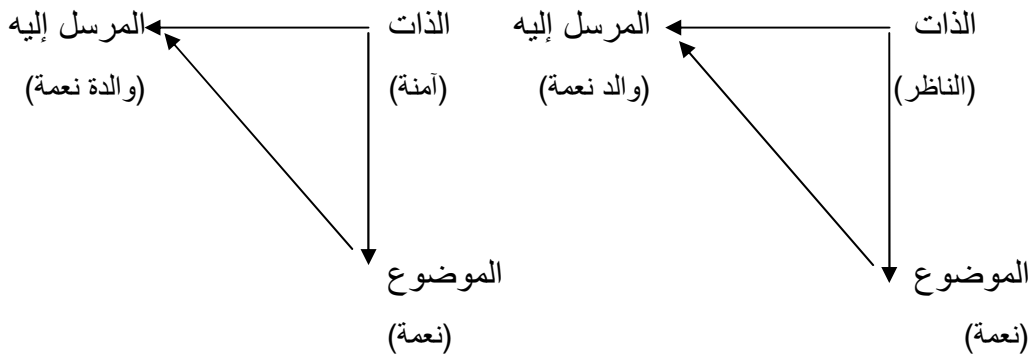 الذات المرسل إليه الذات المرسل إليه
(الناظر) (والد نعمة) (آمنة) (والدة نعمة)
الموضوع الموضوع
(نعمة) (نعمة)